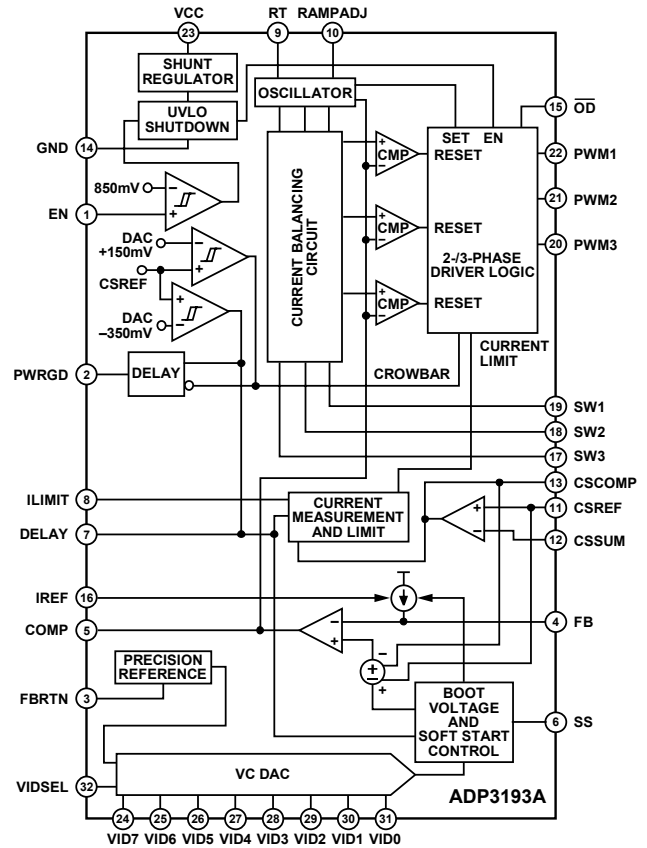 VCC
RT
RAMPADJ
23
9
10
SHUNT
REGULATOR
OSCILLATOR
UVLO
SHUTDOWN
GND
14
SET EN
15
OD
850mV
EN
1
−
+
+
−
CMP
RESET
22
PWM1
21
PWM2
DAC
+150mV
CSREF
−
+
CURRENT BALANCING
CIRCUIT
+
−
CMP
RESET
2-/3-PHASE
DRIVER LOGIC
20
PWM3
DAC
−350mV
+
−
+
−
CMP
RESET
CURRENT
LIMIT
PWRGD
2
DELAY
CROWBAR
19
SW1
18
SW2
17
SW3
13
CSCOMP
ILIMIT
8
CURRENT
MEASUREMENT
AND LIMIT
+
−
11
CSREF
DELAY
7
12
CSSUM
IREF
16
COMP
5
−
+
4
FB
−
+
−
+
PRECISION
REFERENCE
FBRTN
3
BOOT
VOLTAGE
AND
SOFT START
CONTROL
6
SS
VIDSEL
32
VC DAC
ADP3193A
24
25
26
27
28
29
30
31
VID7
VID6
VID5
VID4
VID3
VID2
VID1
VID0